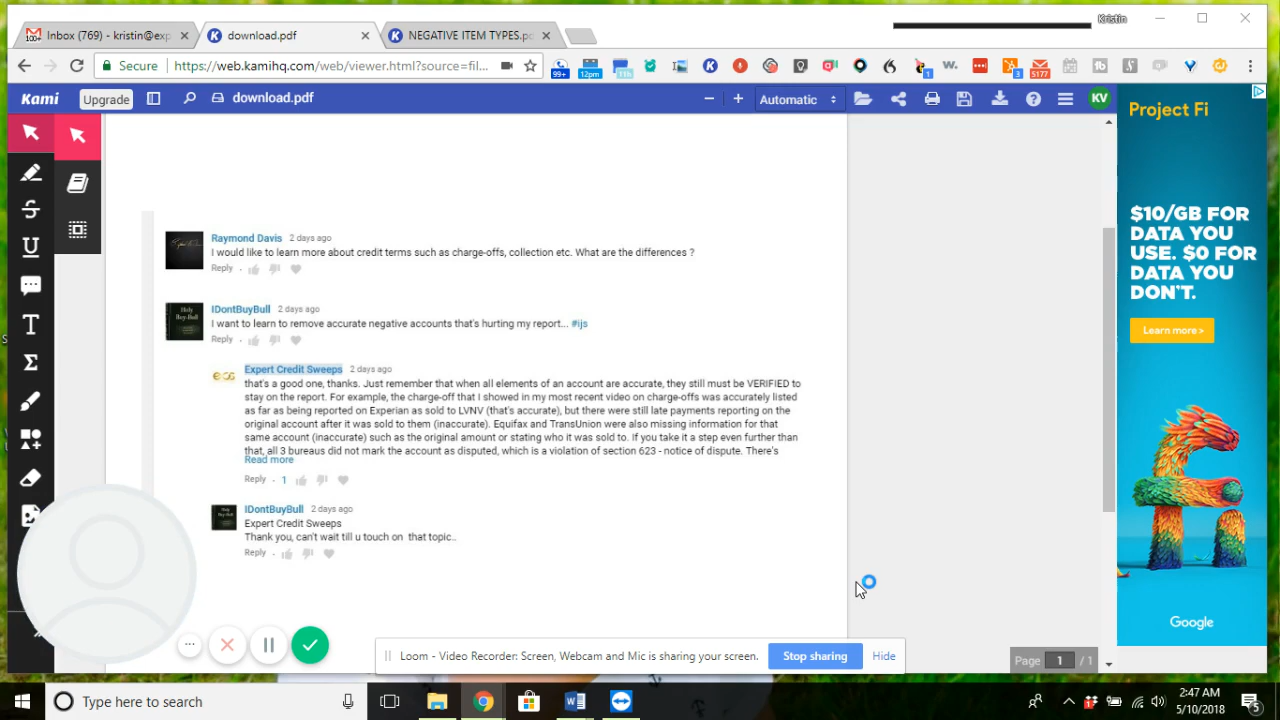 Kristin
Inbox (769) - kristin@exp
download.pdf
NEGATIVE ITEM TYPES.pd
Secure
https://web.kamihq.com/web/viewer.html?source=fil...
Kami
Upgrade
download.pdf
Automatic
KV
Raymond Davis 2 days ago
I would like to learn more about credit terms such as charge-offs, collection etc. What are the differences ?
Reply
IDontBuyBull 2 days ago
I want to learn to remove accurate negative accounts that's hurting my report... #ijs
Reply
Expert Credit Sweeps 2 days ago
that's a good one, thanks. Just remember that when all elements of an account are accurate, they still must be VERIFIED to
stay on the report. For example, the charge-off that I showed in my most recent video on charge-offs was accurately listed
as far as being reported on Experian as sold to LVNV (that's accurate), but there were still late payments reporting on the
original account after it was sold to them (inaccurate). Equifax and TransUnion were also missing information for that
same account (inaccurate) such as the original amount or stating who it was sold to. If you take it a step even further than
that, all 3 bureaus did not mark the account as disputed, which is a violation of section 623 - notice of dispute. There's
Read more
Reply 1
IDontBuyBull 2 days ago
Expert Credit Sweeps
Thank you, can't wait till u touch on that topic..
Reply
Project Fi
$10/GB FOR
DATA YOU
USE. $0 FOR
DATA YOU
DON'T.
Learn more >
Google
Loom - Video Recorder: Screen, Webcam and Mic is sharing your screen.
Stop sharing
Hide
Page 1 / 1
Type here to search
2:47 AM
5/10/2018
5